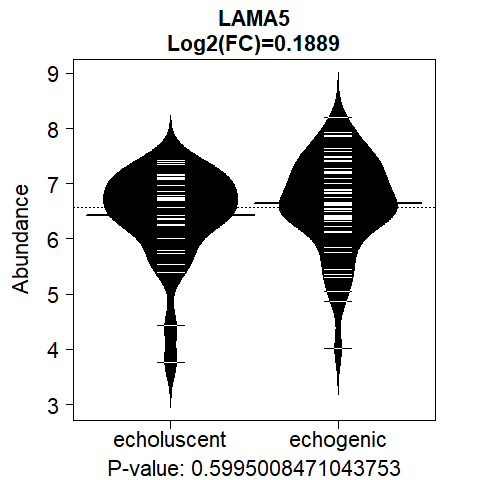 LAMA5
Log2(FC)=0.1889
Abundance
9
8
7
6
5
4
3
echoluscent echogenic
P-value: 0.5995008471043753